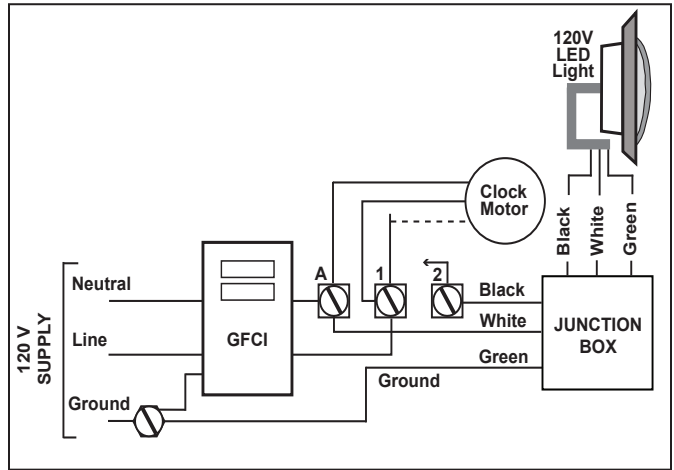 120V
LED
Light
Clock
Motor
Black
White
Green
A
1
2
Neutral
Line
Ground
120 V
SUPPLY
GFCI
Black
White
Green
Ground
JUNCTION
BOX